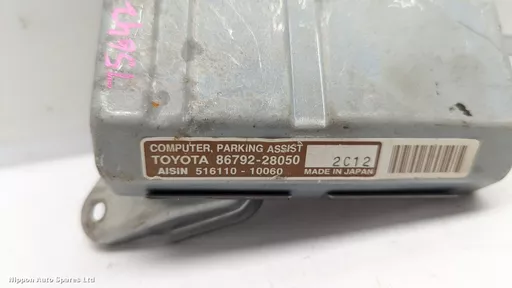 COMPUTER, PARKING ASSIST
TOYOTA 86792-28050 2C12
AISIN 516110-10060 MADE IN JAPAN
Nippon Auto Spares Ltd